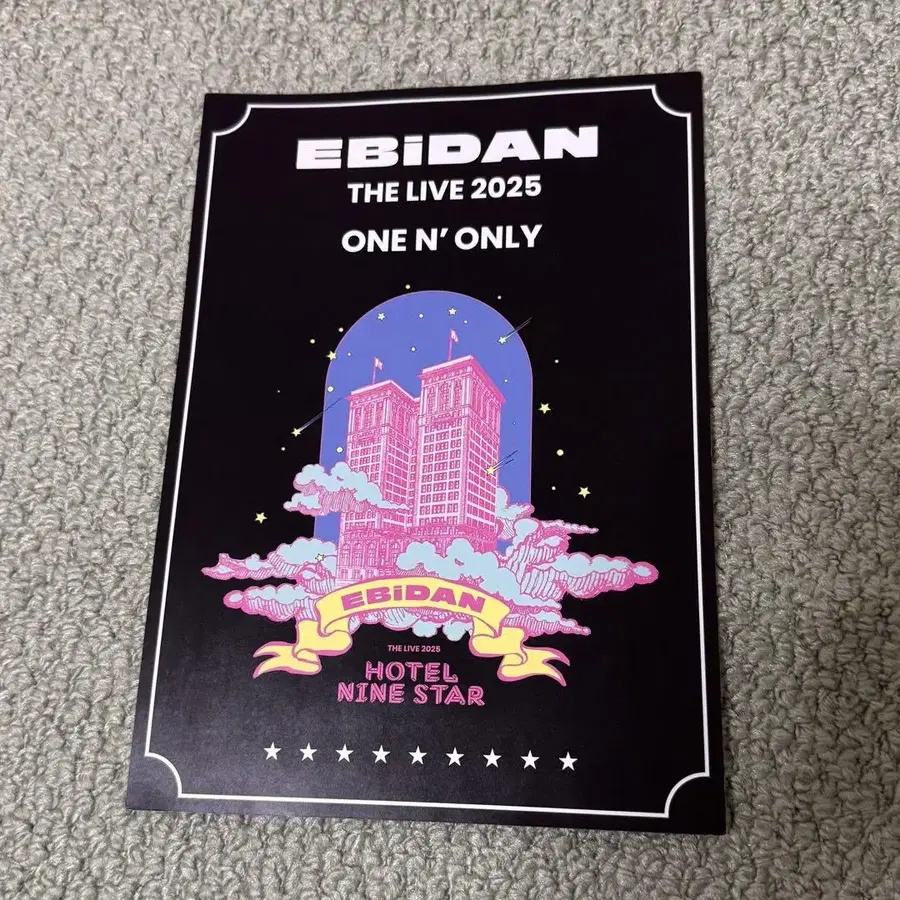 EBiDAN
THE LIVE 2025
ONE N' ONLY
EBiDAN
THE LIVE 2025
HOTEL
NINE STAR